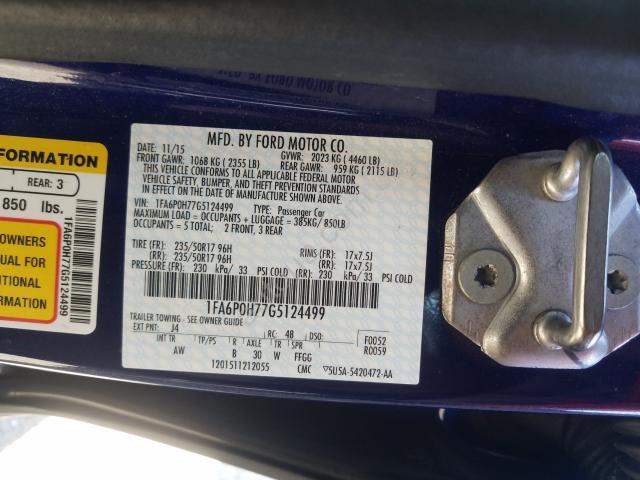 MFD. BY FORD MOTOR CO.
DATE: 11/15 GVWR: 2023 KG ( 4460 LB)
FRONT GAWR: 1068 KG ( 2355 LB) REAR GAWR: 959 KG ( 2115 LB)
THIS VEHICLE CONFORMS TO ALL APPLICABLE FEDERAL MOTOR
VEHICLE SAFETY, BUMPER, AND THEFT PREVENTION STANDARDS
IN EFFECT ON THE DATE OF MANUFACTURE SHOWN ABOVE.
VIN: 1FA6P0H77G5124499 TYPE: Passenger Car
MAXIMUM LOAD = OCCUPANTS + LUGGAGE = 385KG/ 850LB
OCCUPANTS = 5 TOTAL: 2 FRONT, 3 REAR
TIRE (FR): 235/50R17 96H RIMS (FR): 17x7.5J
(RR): 235/50R17 96H (RR): 17x7.5J
PRESSURE (FR): 230 kPa/ 33 PSI COLD (RR): 230 kPa/33 PSI COLD
1FA6P0H77G5124499
TRAILER TOWING - SEE OWNER GUIDE
EXT PNT: J4 RC: 48 DSO: F0052
INT TR TP/PS R AXLE TR SPR R0059
AW B 30 W FFGG
1201511212055 CMC 5U5A-5420472-AA
FORMATION
REAR: 3
850 lbs.
OWNERS
UAL FOR
ITIONAL
MATION
1FA6P0H77G5124499